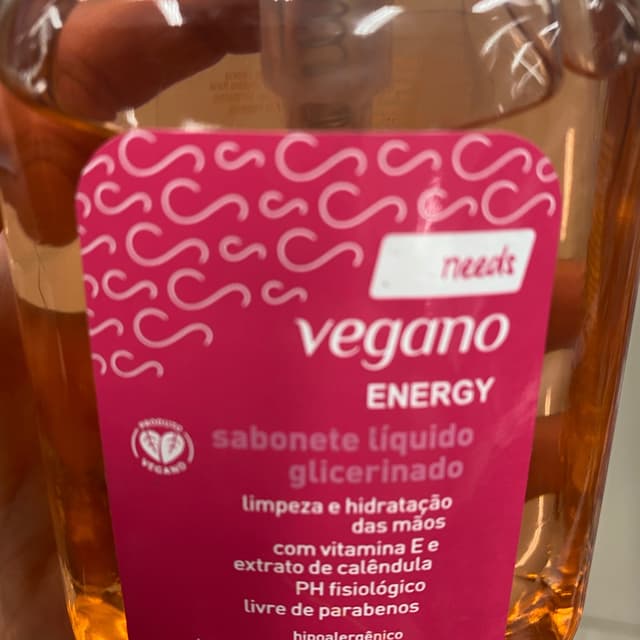 needs
vegano
ENERGY
PRODUTO
VEGANO
sabonete líquido
glicerinado
limpeza e hidratação
das mãos
com vitamina E e
extrato de calêndula
PH fisiológico
livre de parabenos
hipoalergênico